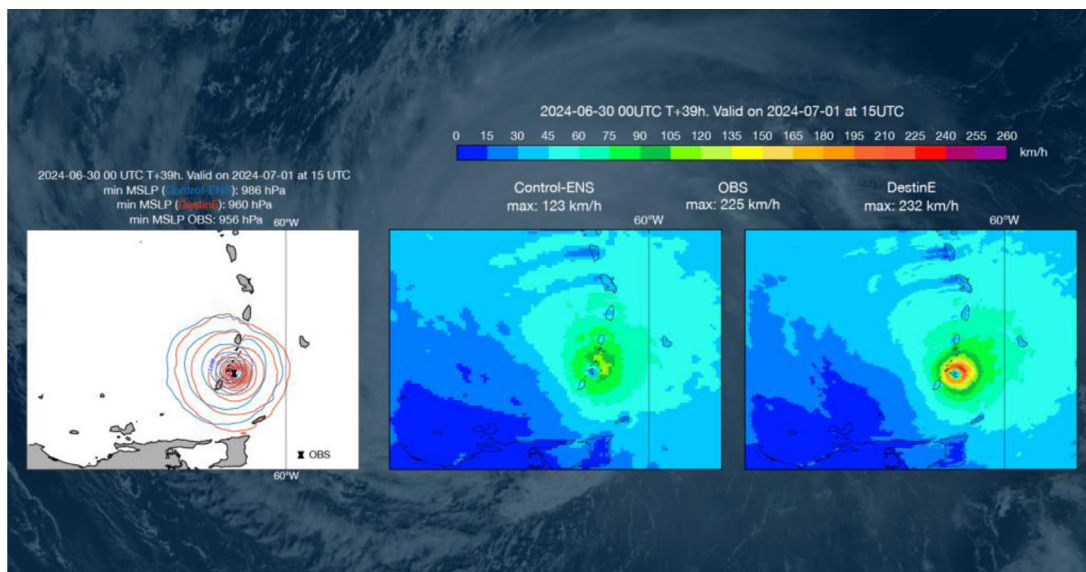 2024-06-30 00UTC T+39h. Valid on 2024-07-01 at 15UTC
0 15 30 45 60 75 90 105 120 135 150 165 180 195 210 225 240 260
km/h
2024-06-30 00 UTC T+39h. Valid on 2024-07-01 at 15 UTC
min MSLP (Control-ENS): 986 hPa
min MSLP (DestinE): 960 hPa
min MSLP OBS: 956 hPa
60°W
OBS
60°W
Control-ENS
max: 123 km/h
60°W
OBS
max: 225 km/h
DestinE
max: 232 km/h
60°W